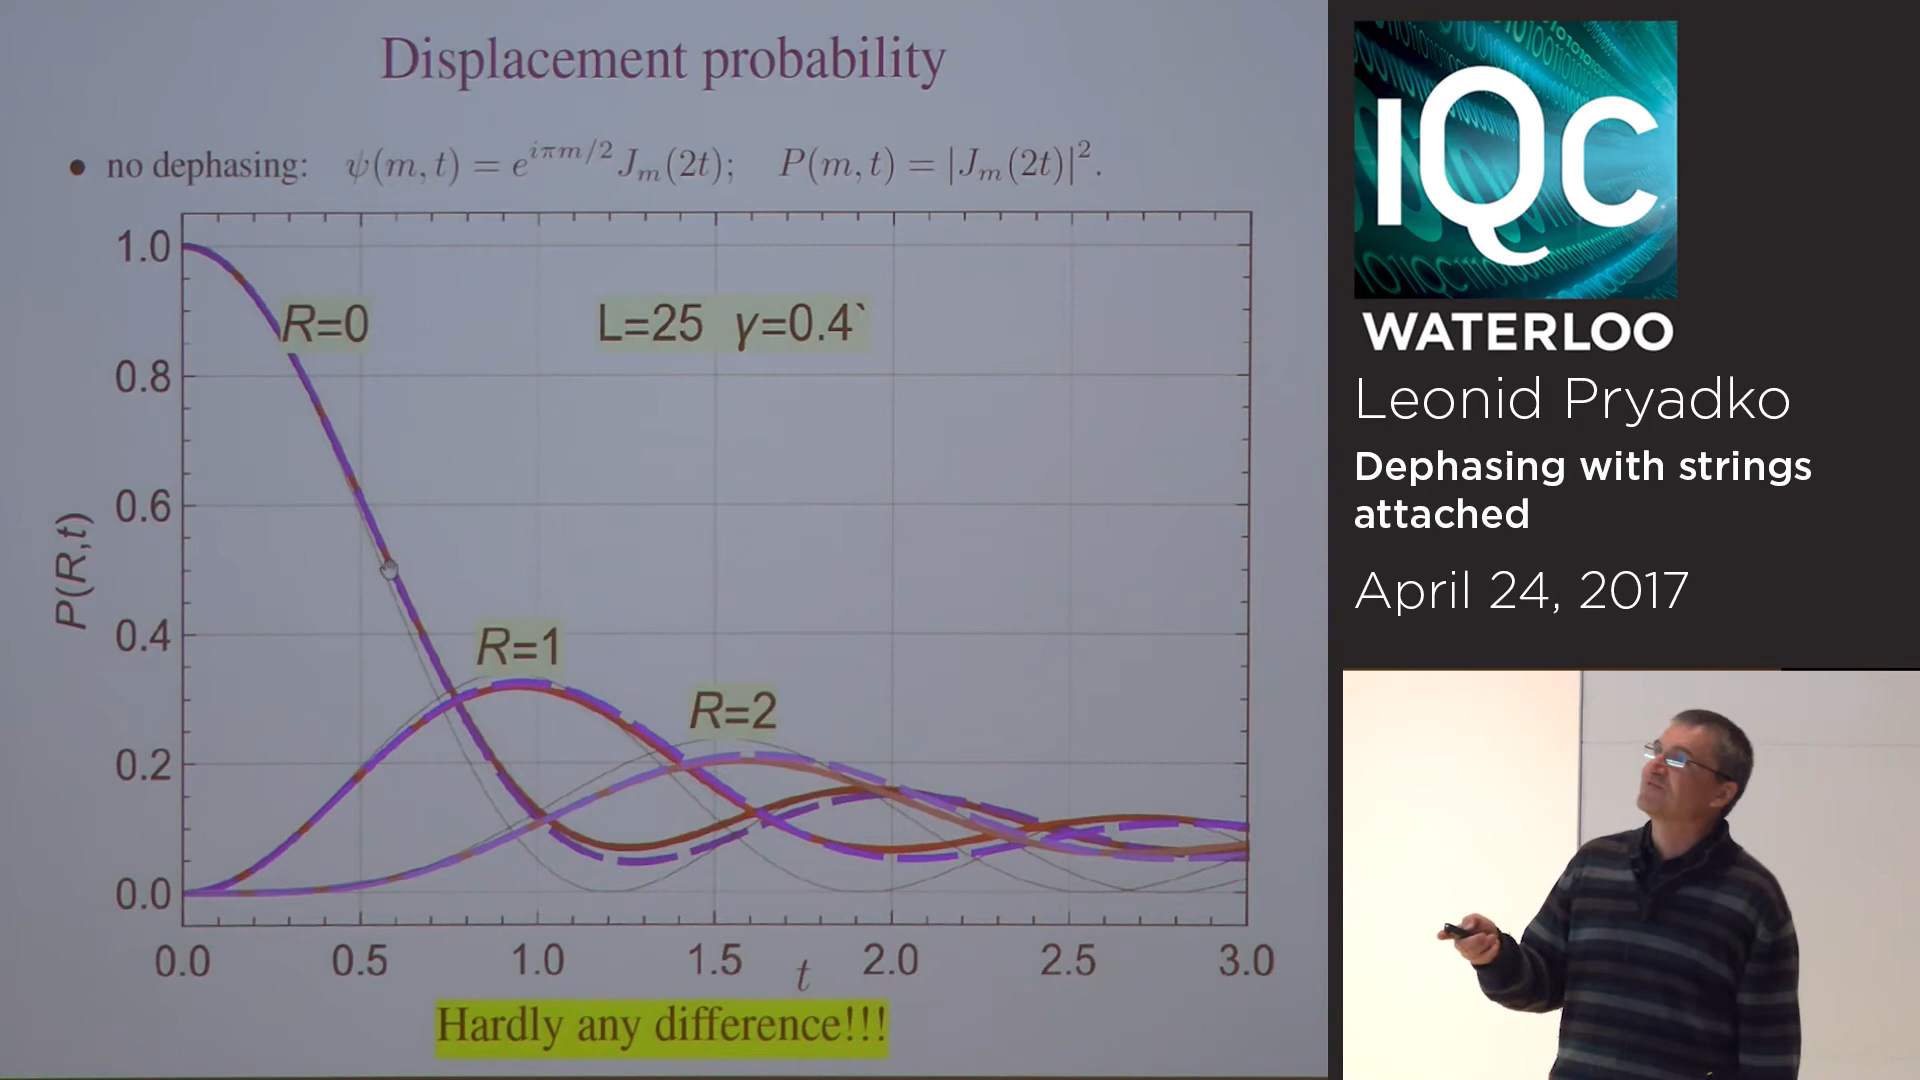 Displacement probability
• no dephasing: ψ(m, t) = e^{iπm/2} J_m(2t); P(m, t) = |J_m(2t)|².
1.0
0.8
0.6
0.4
0.2
0.0
P(R,t)
R=0
L=25 γ=0.4`
R=1
R=2
0.0 0.5 1.0 1.5 t 2.0 2.5 3.0
Hardly any difference!!!
IQC
WATERLOO
Leonid Pryadko
Dephasing with strings
attached
April 24, 2017